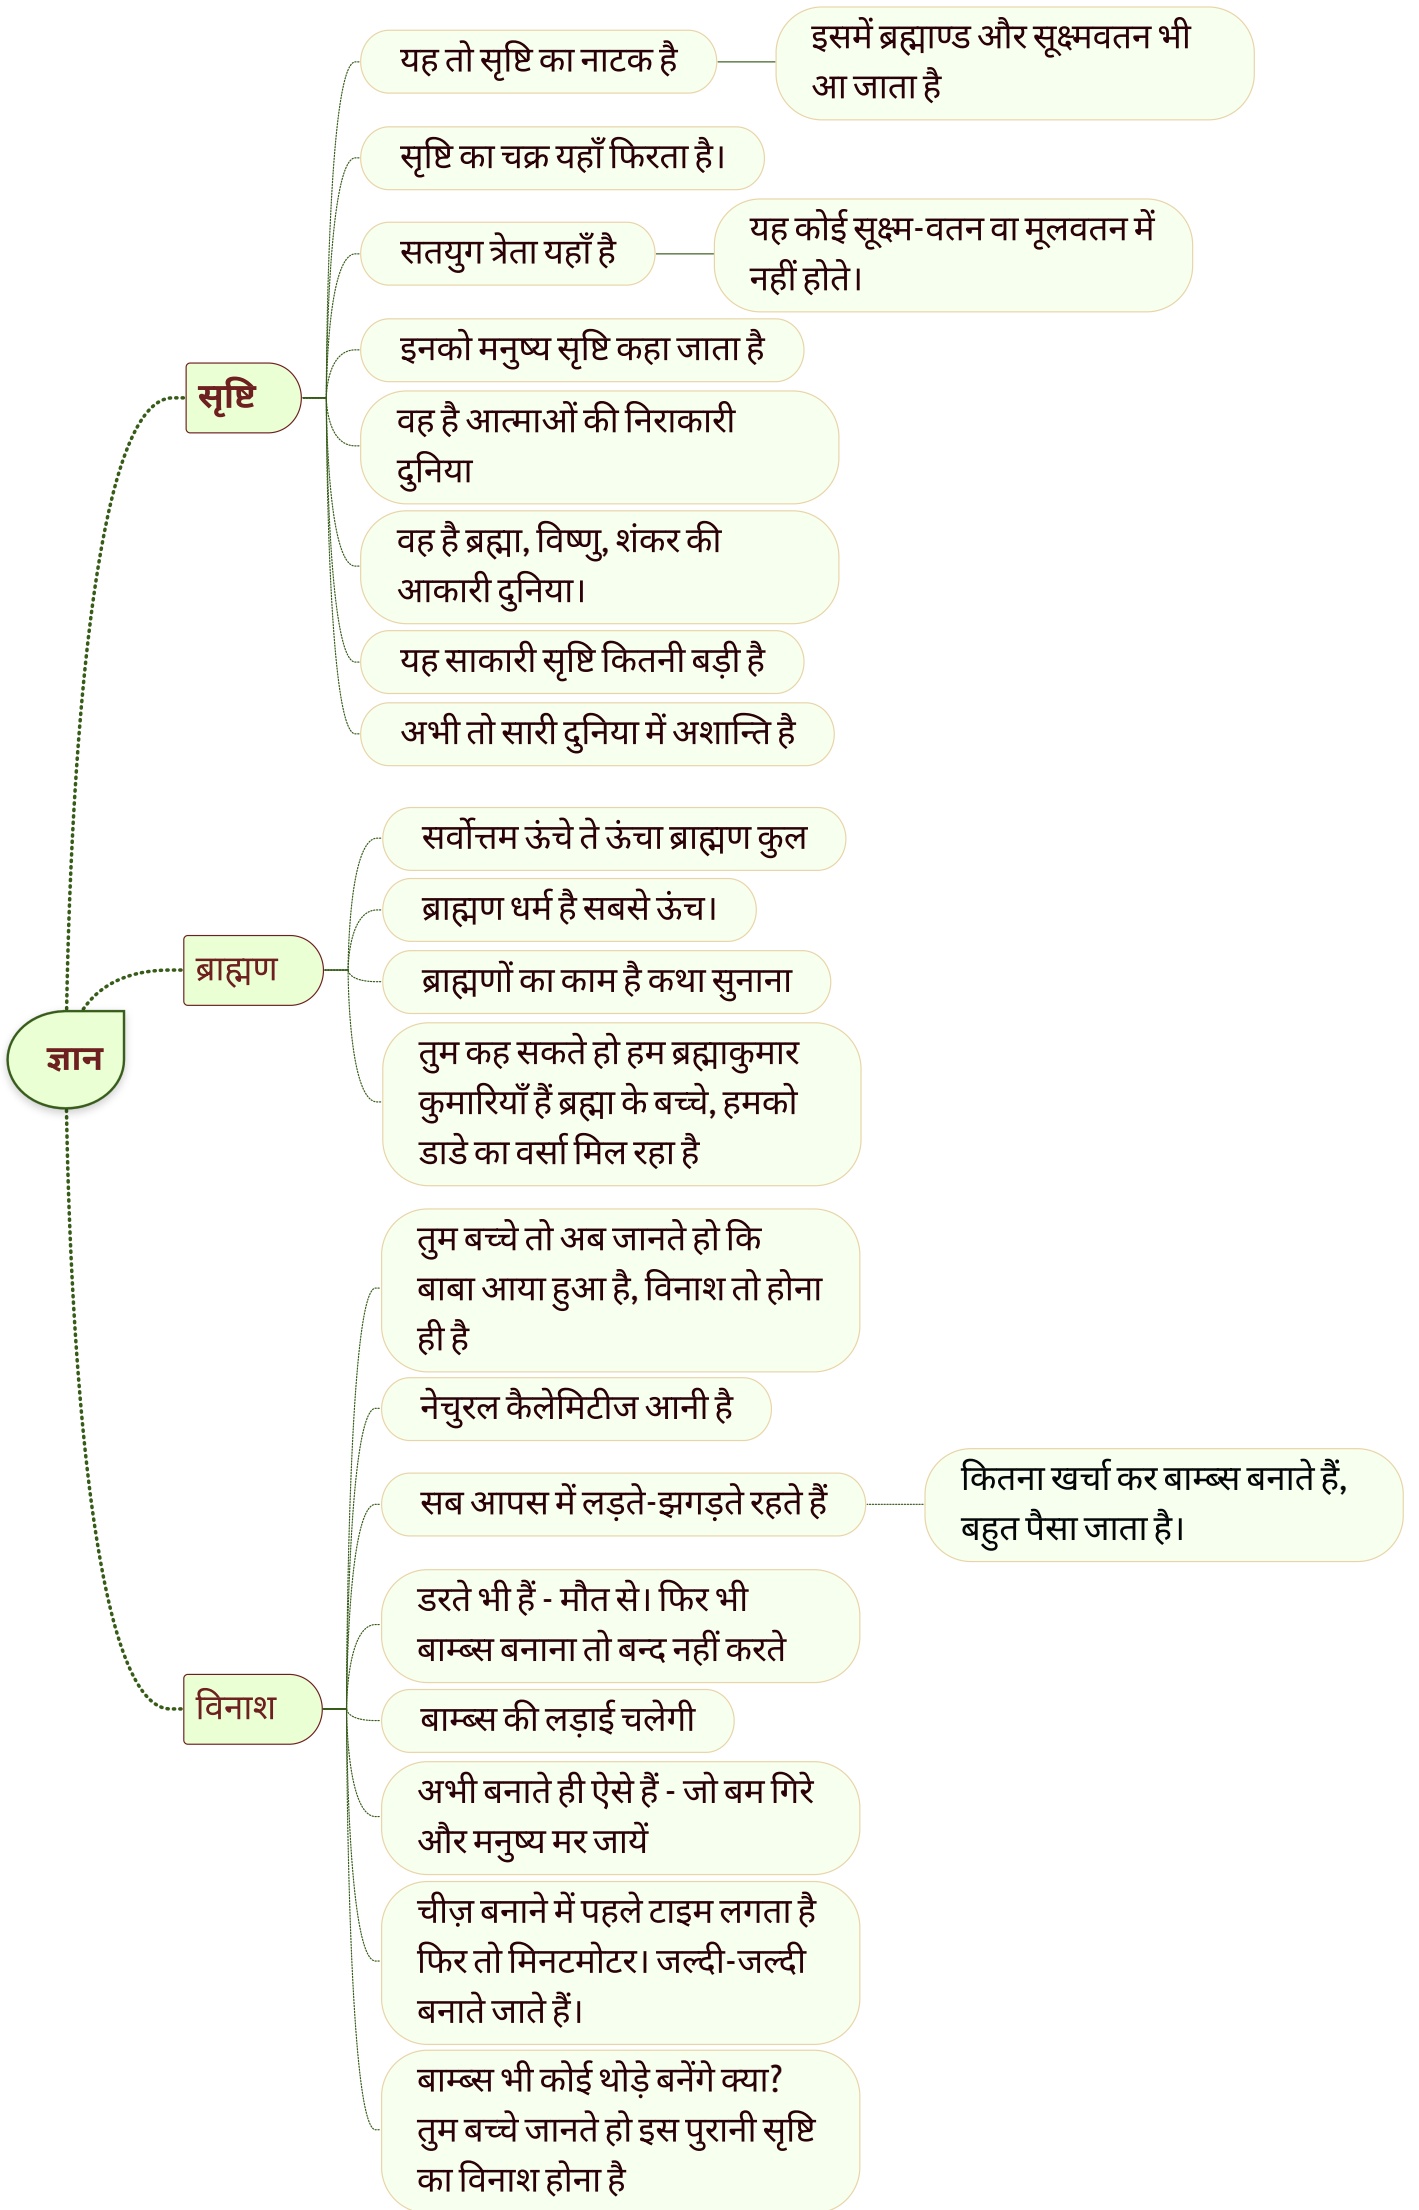 ज्ञान
सृष्टि
यह तो सृष्टि का नाटक है
इसमें ब्रह्माण्ड और सूक्ष्मवतन भी
आ जाता है
सृष्टि का चक्र यहाँ फिरता है।
सतयुग त्रेता यहाँ है
यह कोई सूक्ष्म-वतन वा मूलवतन में
नहीं होते।
इनको मनुष्य सृष्टि कहा जाता है
वह है आत्माओं की निराकारी
दुनिया
वह है ब्रह्मा, विष्णु, शंकर की
आकारी दुनिया।
यह साकारी सृष्टि कितनी बड़ी है
अभी तो सारी दुनिया में अशान्ति है
ब्राह्मण
सर्वोत्तम ऊंचे ते ऊंचा ब्राह्मण कुल
ब्राह्मण धर्म है सबसे ऊंच।
ब्राह्मणों का काम है कथा सुनाना
तुम कह सकते हो हम ब्रह्माकुमार
कुमारियाँ हैं ब्रह्मा के बच्चे, हमको
डाडे का वर्सा मिल रहा है
विनाश
तुम बच्चे तो अब जानते हो कि
बाबा आया हुआ है, विनाश तो होना
ही है
नेचुरल कैलेमिटीज आनी है
सब आपस में लड़ते-झगड़ते रहते हैं
कितना खर्चा कर बाम्ब्स बनाते हैं,
बहुत पैसा जाता है।
डरते भी हैं - मौत से। फिर भी
बाम्ब्स बनाना तो बन्द नहीं करते
बाम्ब्स की लड़ाई चलेगी
अभी बनाते ही ऐसे हैं - जो बम गिरे
और मनुष्य मर जायें
चीज़ बनाने में पहले टाइम लगता है
फिर तो मिनटमोटर। जल्दी-जल्दी
बनाते जाते हैं।
बाम्ब्स भी कोई थोड़े बनेंगे क्या?
तुम बच्चे जानते हो इस पुरानी सृष्टि
का विनाश होना है